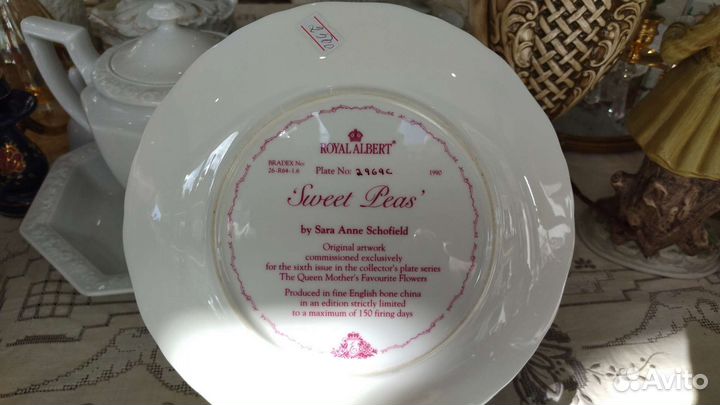 2500
ROYAL ALBERT®
BRADEX No:
26-R64-1.6
Plate No: 2969C
1990
'Sweet Peas'
by Sara Anne Schofield
Original artwork
commissioned exclusively
for the sixth issue in the collector's plate series
The Queen Mother's Favourite Flowers
Produced in fine English bone china
in an edition strictly limited
to a maximum of 150 firing days
Avito